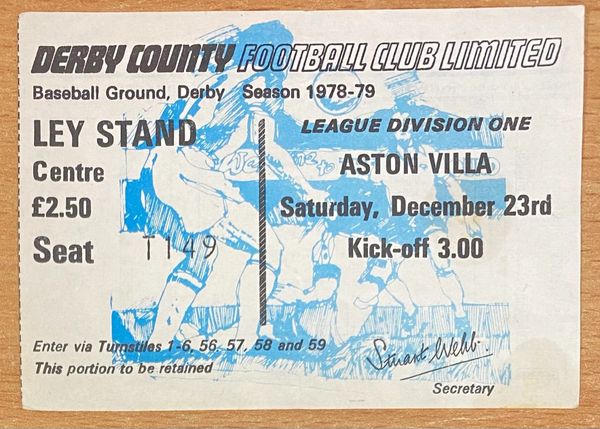 DERBY COUNTY FOOTBALL CLUB LIMITED
Baseball Ground, Derby Season 1978-79
LEY STAND
Centre
£2.50
Seat T149
LEAGUE DIVISION ONE
ASTON VILLA
Saturday, December 23rd
Kick-off 3.00
Enter via Turnstiles 1-6, 56, 57, 58 and 59
This portion to be retained
Stuart Webb.
Secretary